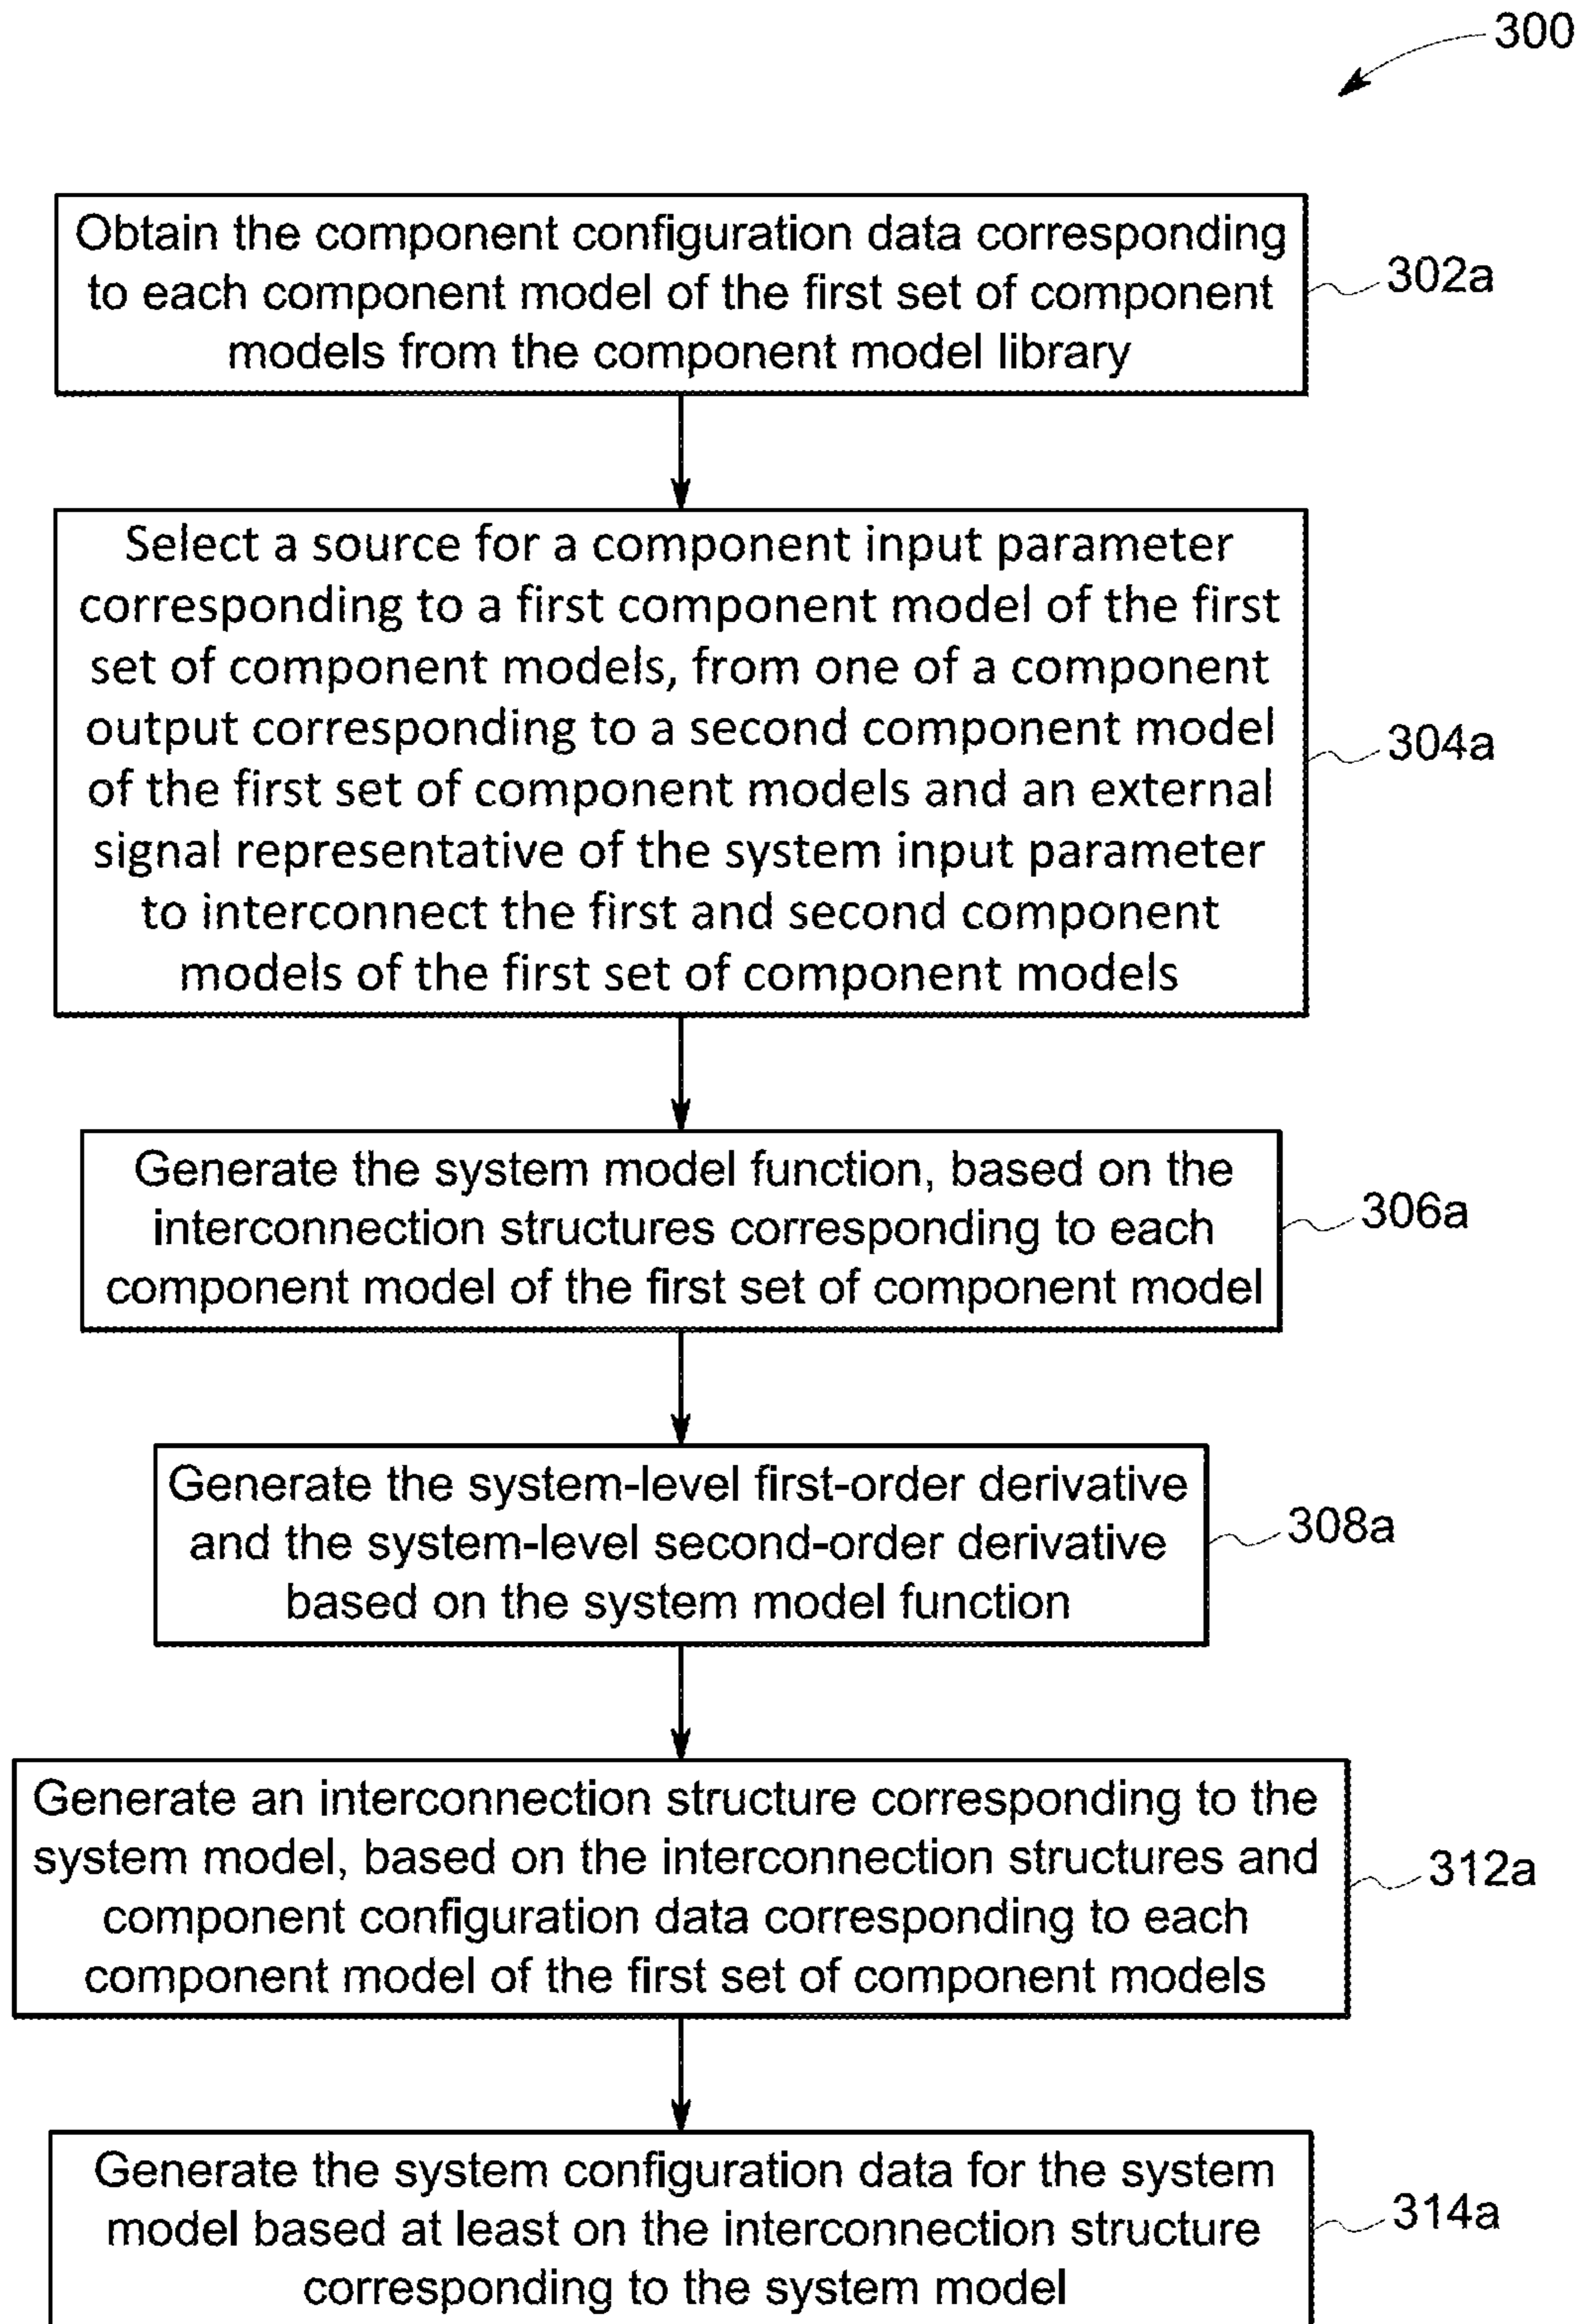 300
Obtain the component configuration data corresponding
to each component model of the first set of component
models from the component model library
302a
Select a source for a component input parameter
corresponding to a first component model of the first
set of component models, from one of a component
output corresponding to a second component model
of the first set of component models and an external
signal representative of the system input parameter
to interconnect the first and second component
models of the first set of component models
304a
Generate the system model function, based on the
interconnection structures corresponding to each
component model of the first set of component model
306a
Generate the system-level first-order derivative
and the system-level second-order derivative
based on the system model function
308a
Generate an interconnection structure corresponding to the
system model, based on the interconnection structures and
component configuration data corresponding to each
component model of the first set of component models
312a
Generate the system configuration data for the system
model based at least on the interconnection structure
corresponding to the system model
314a